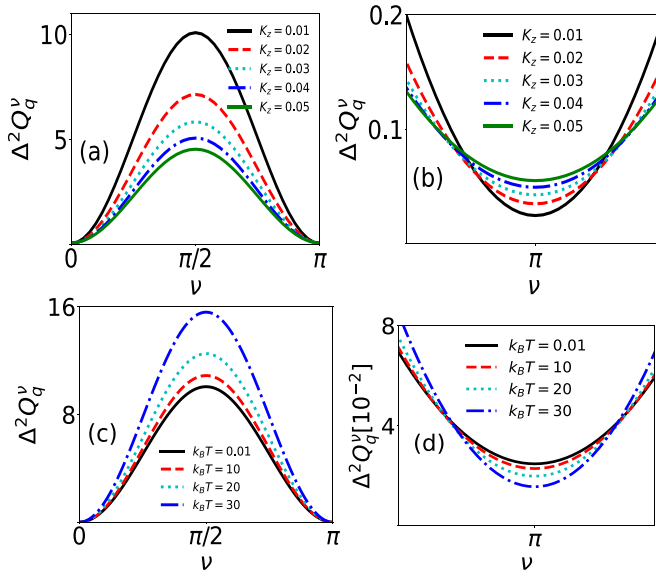 10
5
Δ²Q_q^ν
(a)
K_z = 0.01
K_z = 0.02
K_z = 0.03
K_z = 0.04
K_z = 0.05
0
π/2
π
ν
0.2
0.1
Δ²Q_q^ν
(b)
K_z = 0.01
K_z = 0.02
K_z = 0.03
K_z = 0.04
K_z = 0.05
π
ν
16
8
0
Δ²Q_q^ν
(c)
k_BT = 0.01
k_BT = 10
k_BT = 20
k_BT = 30
0
π/2
π
ν
8
4
Δ²Q_q^ν[10⁻²]
(d)
k_BT = 0.01
k_BT = 10
k_BT = 20
k_BT = 30
π
ν